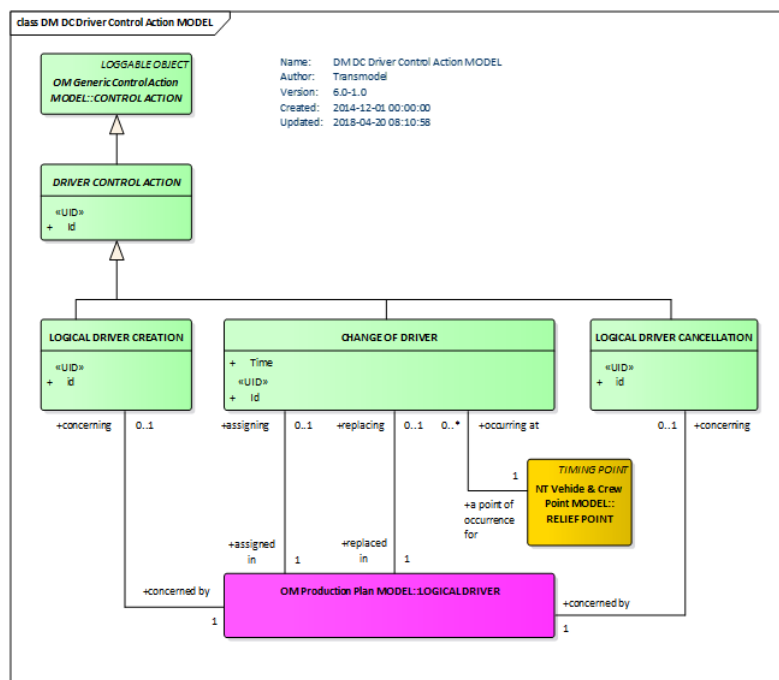 class DM DC Driver Control Action MODEL
LOGGABLE OBJECT
OM Generic Control Action
MODEL::CONTROL ACTION
Name: DM DC Driver Control Action MODEL
Author: Transmodel
Version: 6.0-1.0
Created: 2014-12-01 00:00:00
Updated: 2018-04-20 08:10:58
DRIVER CONTROL ACTION
«UID»
+ Id
LOGICAL DRIVER CREATION
«UID»
+ id
CHANGE OF DRIVER
+ Time
«UID»
+ Id
LOGICAL DRIVER CANCELLATION
«UID»
+ id
+concerning 0..1
+assigning 0..1
+replacing 0..1
0..* +occurring at
0..1 +concerning
1
TIMING POINT
NT Vehicle & Crew
Point MODEL::
RELIEF POINT
+a point of
occurrence
for
+assigned
in 1
+replaced
in 1
+concerned by
1
OM Production Plan MODEL::LOGICAL DRIVER
+concerned by
1